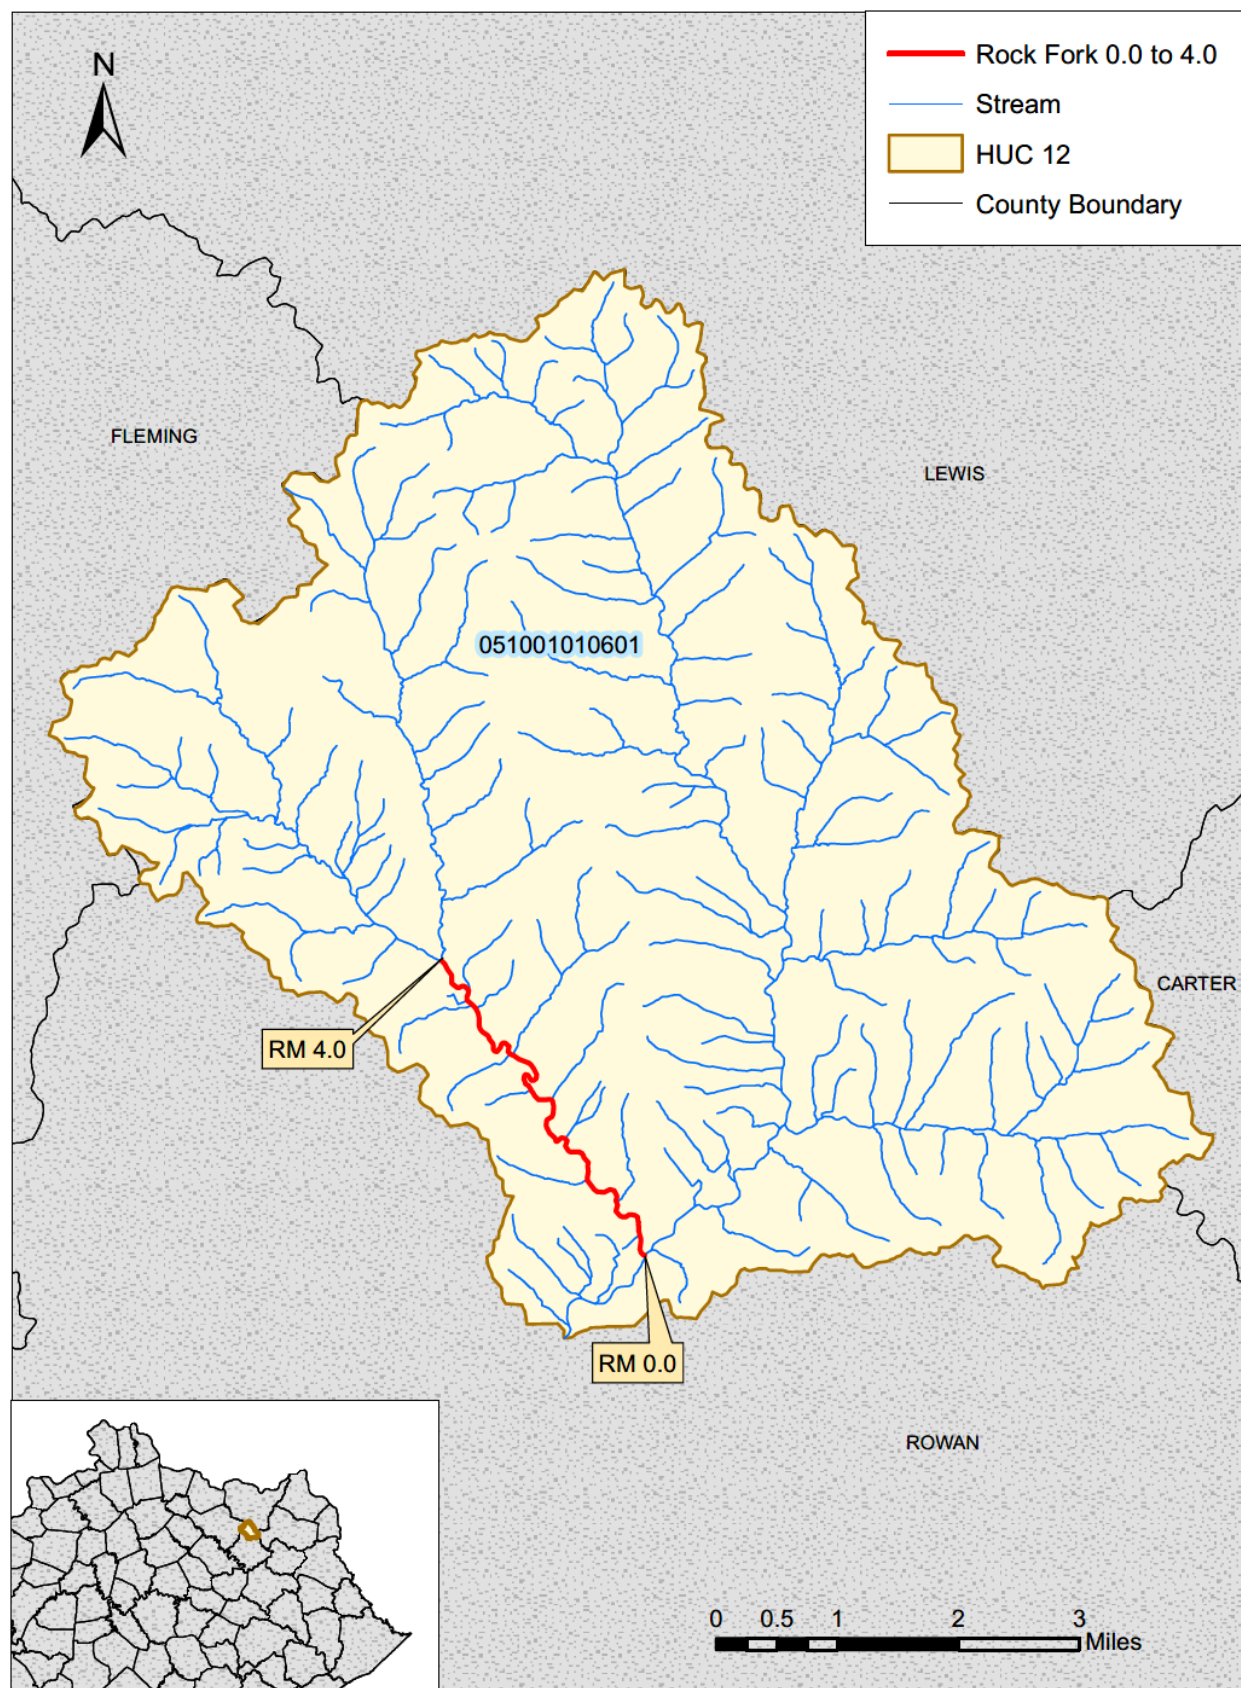 N
Rock Fork 0.0 to 4.0
Stream
HUC 12
County Boundary
FLEMING
LEWIS
051001010601
CARTER
RM 4.0
RM 0.0
ROWAN
0 0.5 1 2 3
Miles